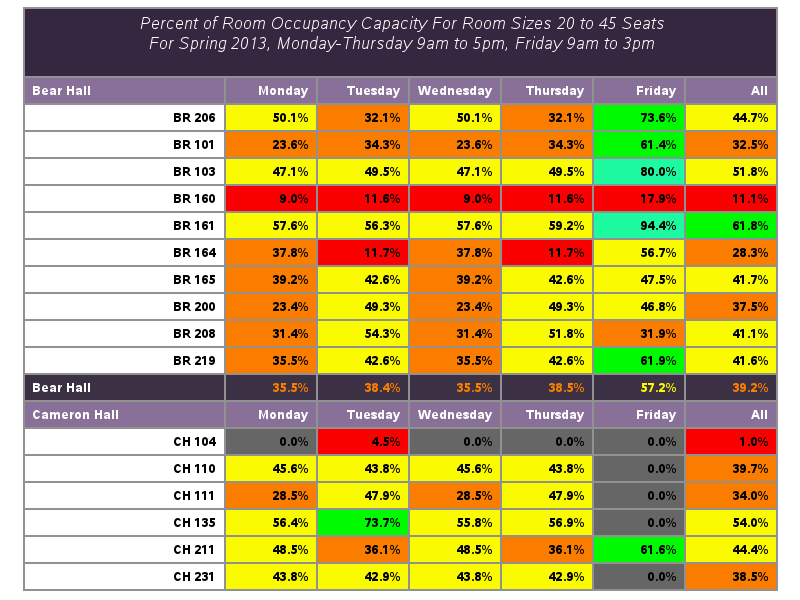 Percent of Room Occupancy Capacity For Room Sizes 20 to 45 Seats
For Spring 2013, Monday-Thursday 9am to 5pm, Friday 9am to 3pm
Bear Hall Monday Tuesday Wednesday Thursday Friday All
BR 206 50.1% 32.1% 50.1% 32.1% 73.6% 44.7%
BR 101 23.6% 34.3% 23.6% 34.3% 61.4% 32.5%
BR 103 47.1% 49.5% 47.1% 49.5% 80.0% 51.8%
BR 160 9.0% 11.6% 9.0% 11.6% 17.9% 11.1%
BR 161 57.6% 56.3% 57.6% 59.2% 94.4% 61.8%
BR 164 37.8% 11.7% 37.8% 11.7% 56.7% 28.3%
BR 165 39.2% 42.6% 39.2% 42.6% 47.5% 41.7%
BR 200 23.4% 49.3% 23.4% 49.3% 46.8% 37.5%
BR 208 31.4% 54.3% 31.4% 51.8% 31.9% 41.1%
BR 219 35.5% 42.6% 35.5% 42.6% 61.9% 41.6%
Bear Hall 35.5% 38.4% 35.5% 38.5% 57.2% 39.2%
Cameron Hall Monday Tuesday Wednesday Thursday Friday All
CH 104 0.0% 4.5% 0.0% 0.0% 0.0% 1.0%
CH 110 45.6% 43.8% 45.6% 43.8% 0.0% 39.7%
CH 111 28.5% 47.9% 28.5% 47.9% 0.0% 34.0%
CH 135 56.4% 73.7% 55.8% 56.9% 0.0% 54.0%
CH 211 48.5% 36.1% 48.5% 36.1% 61.6% 44.4%
CH 231 43.8% 42.9% 43.8% 42.9% 0.0% 38.5%